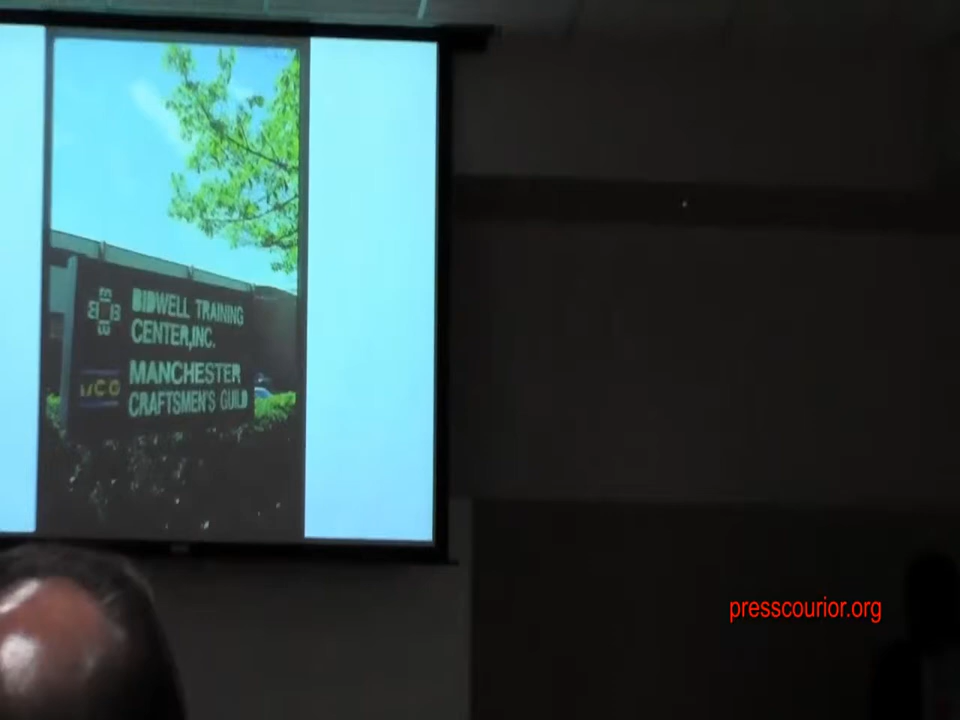 BIDWELL TRAINING
CENTER, INC.
MANCHESTER
CRAFTSMEN'S GUILD
MCG
presscourior.org